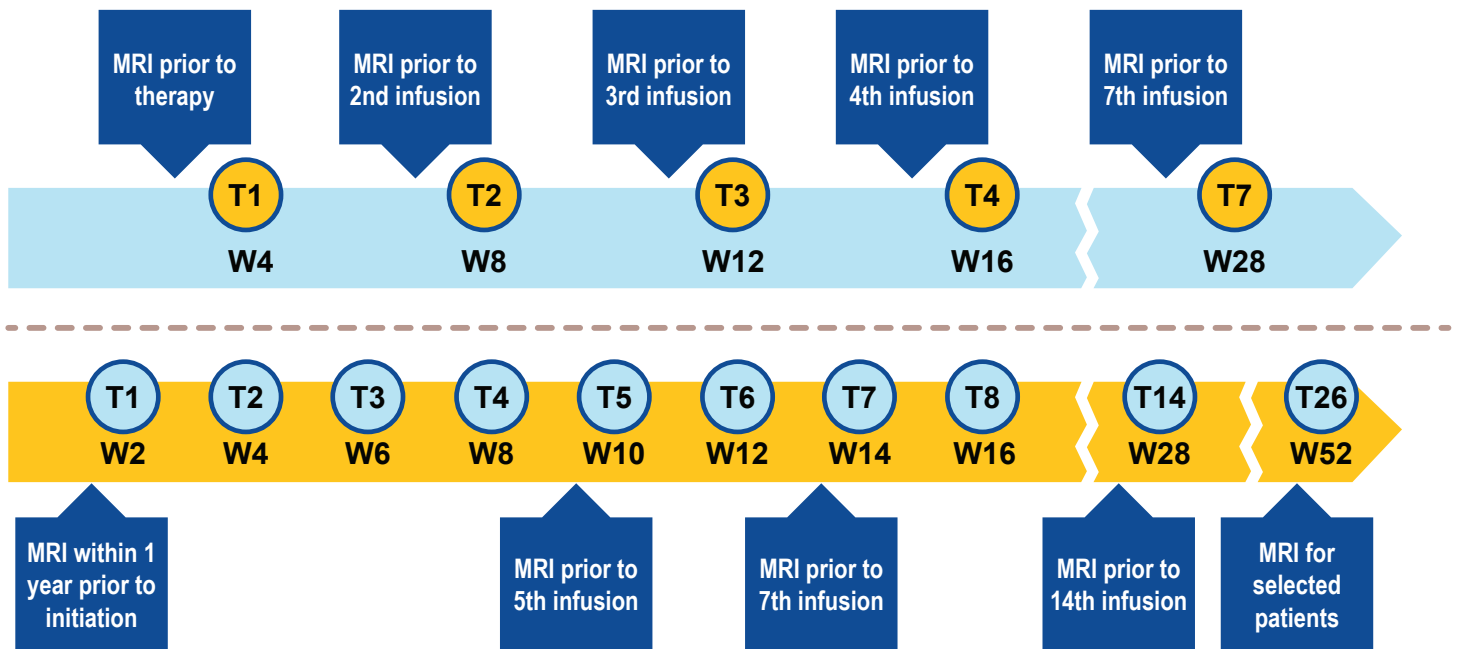 MRI prior to
therapy
MRI prior to
2nd infusion
MRI prior to
3rd infusion
MRI prior to
4th infusion
MRI prior to
7th infusion
T1
T2
T3
T4
T7
W4
W8
W12
W16
W28
T1
T2
T3
T4
T5
T6
T7
T8
T14
T26
W2
W4
W6
W8
W10
W12
W14
W16
W28
W52
MRI within 1
year prior to
initiation
MRI prior to
5th infusion
MRI prior to
7th infusion
MRI prior to
14th infusion
MRI for
selected
patients